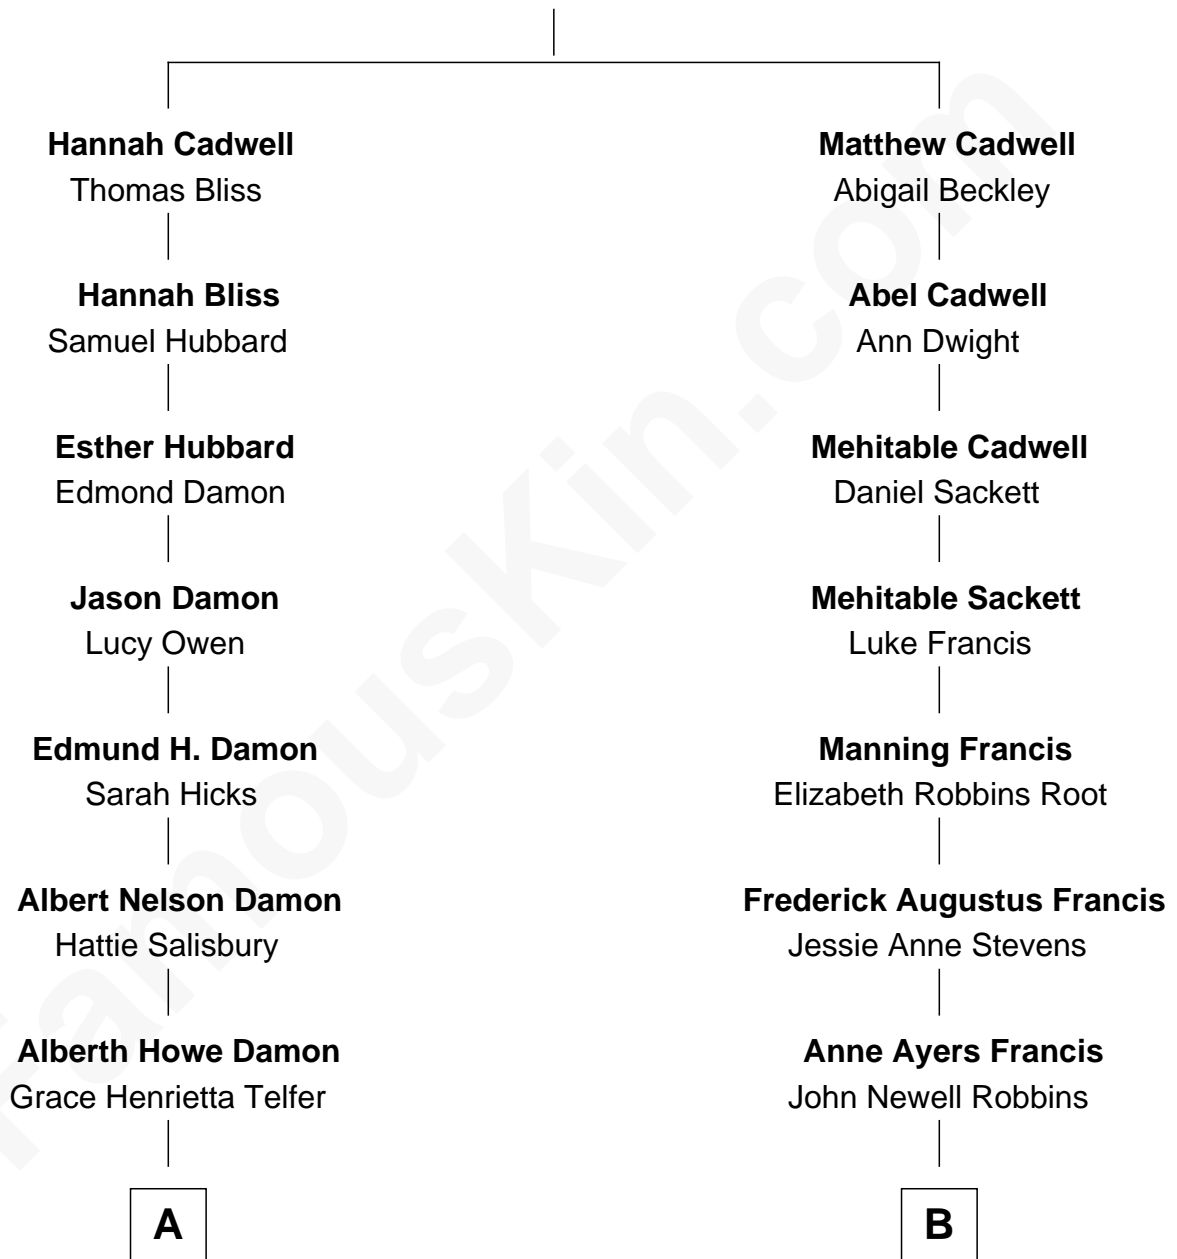 Hannah Cadwell
Thomas Bliss
Hannah Bliss
Samuel Hubbard
Esther Hubbard
Edmond Damon
Jason Damon
Lucy Owen
Edmund H. Damon
Sarah Hicks
Albert Nelson Damon
Hattie Salisbury
Alberth Howe Damon
Grace Henrietta Telfer
A
Matthew Cadwell
Abigail Beckley
Abel Cadwell
Ann Dwight
Mehitable Cadwell
Daniel Sackett
Mehitable Sackett
Luke Francis
Manning Francis
Elizabeth Robbins Root
Frederick Augustus Francis
Jessie Anne Stevens
Anne Ayers Francis
John Newell Robbins
B
FamousKin.com